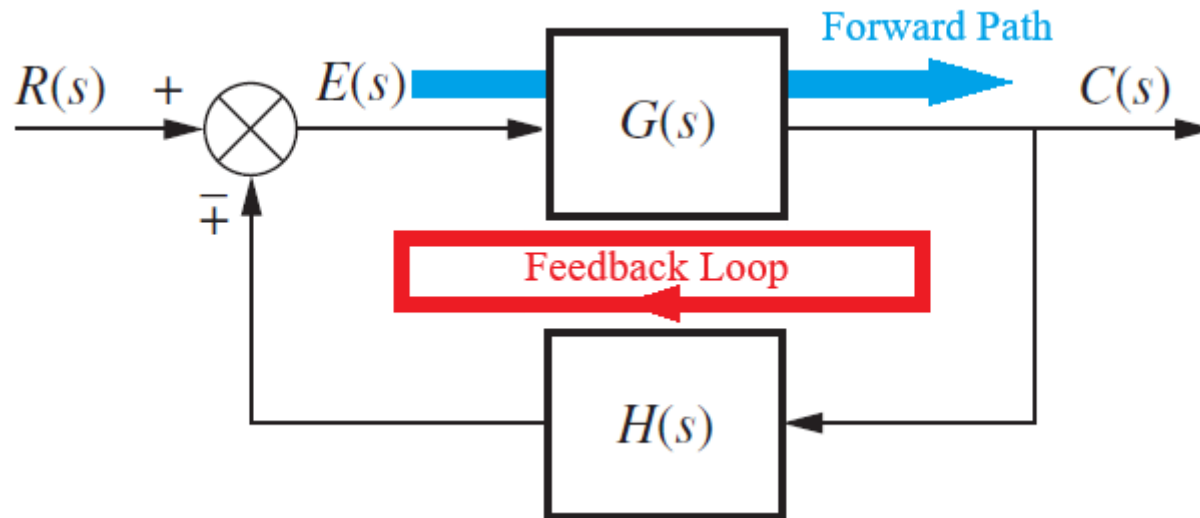 Forward Path
R(s) + E(s) G(s) C(s)
∓
Feedback Loop
H(s)